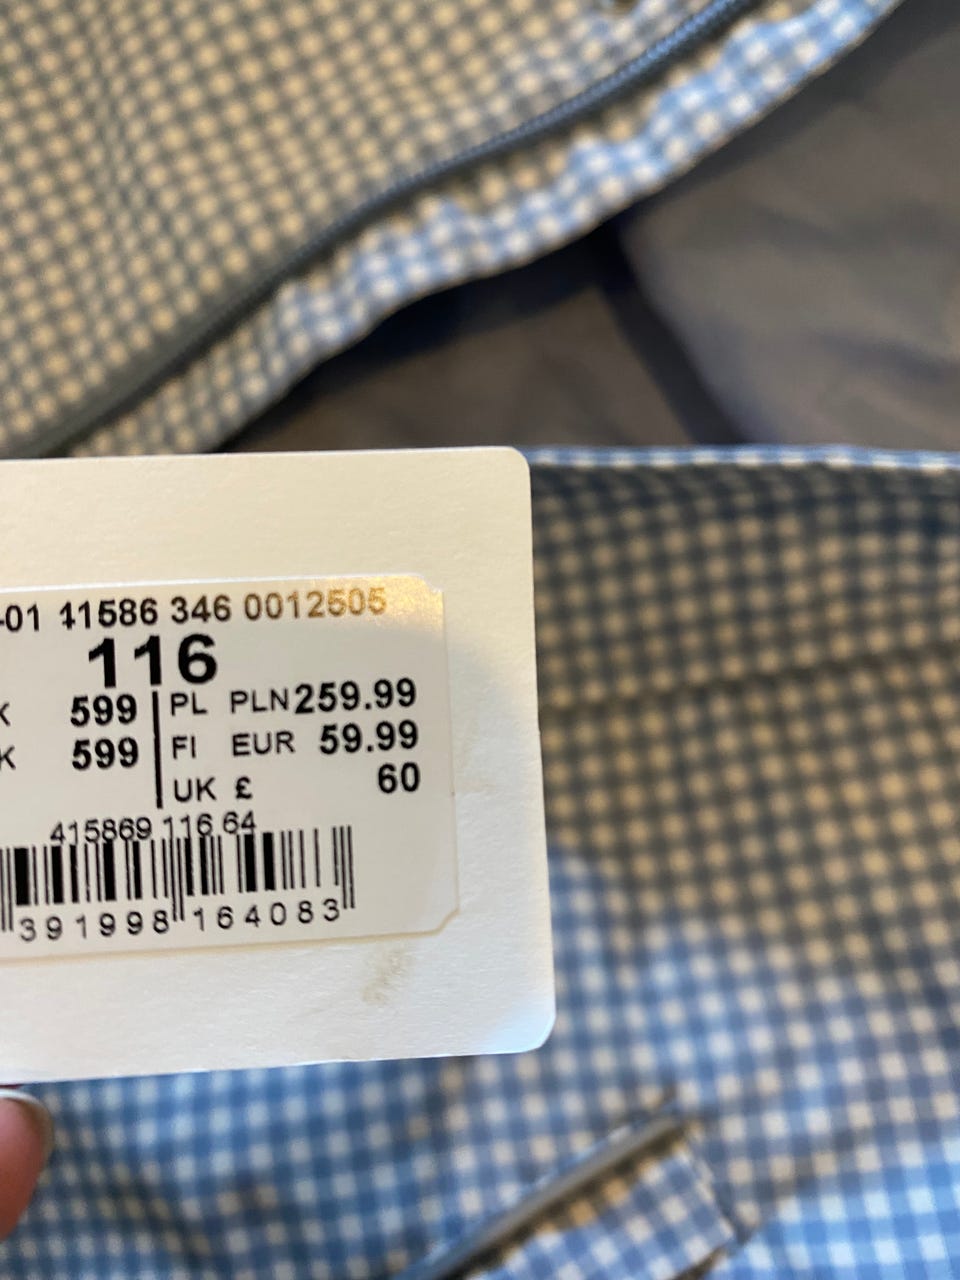 -01 41586 346 0012505
116
K 599 | PL PLN 259.99
K 599 | FI EUR 59.99
UK £ 60
415869 116 64
391998 164083